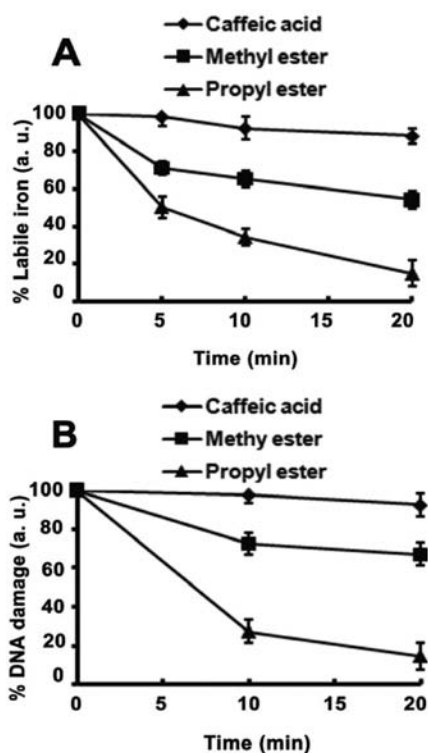 A
Caffeic acid
Methyl ester
Propyl ester
% Labile iron (a. u.)
100
80
60
40
20
0
0 5 10 15 20
Time (min)
B
Caffeic acid
Methy ester
Propyl ester
% DNA damage (a. u.)
100
80
60
40
20
0
0 5 10 15 20
Time (min)